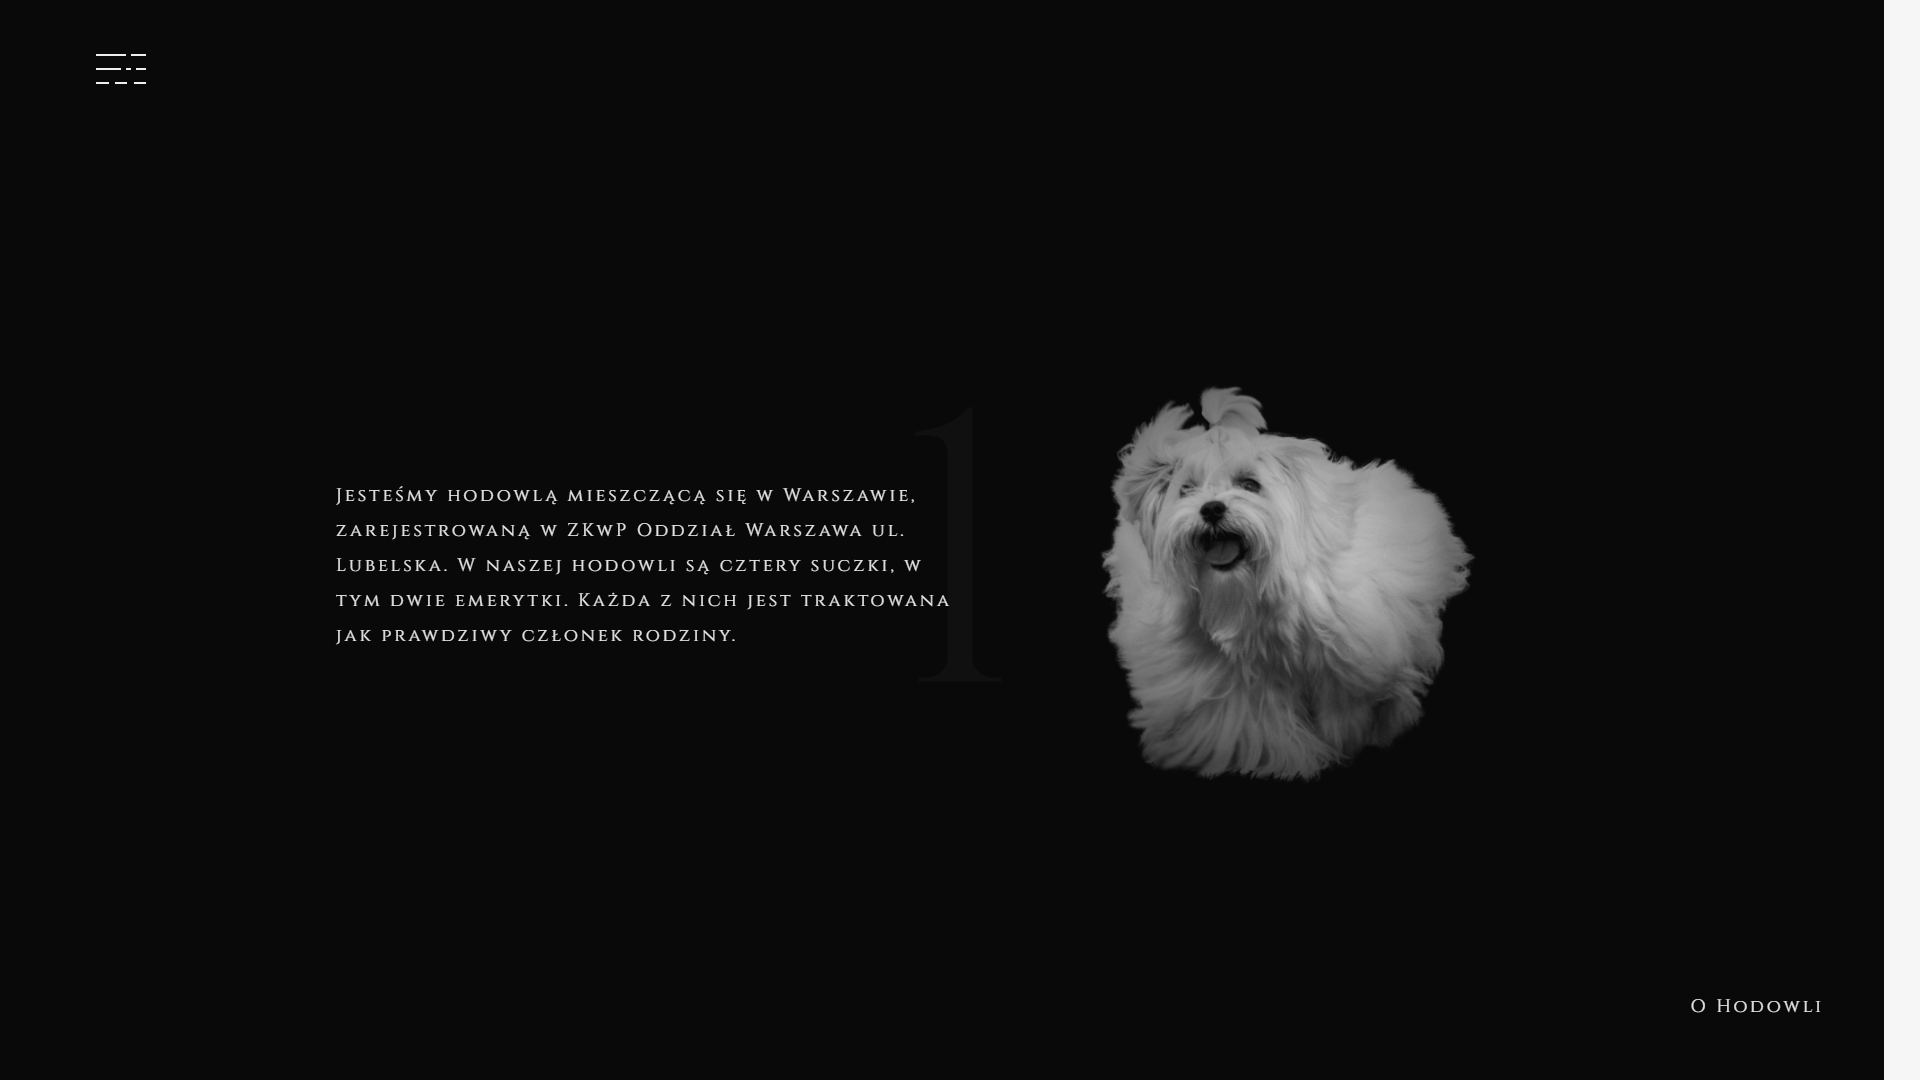 Jesteśmy hodowlą mieszczącą się w Warszawie,
zarejestrowaną w ZKwP Oddział Warszawa ul.
Lubelska. W naszej hodowli są cztery suczki, w
tym dwie emerytki. Każda z nich jest traktowana
jak prawdziwy członek rodziny.
1
O Hodowli